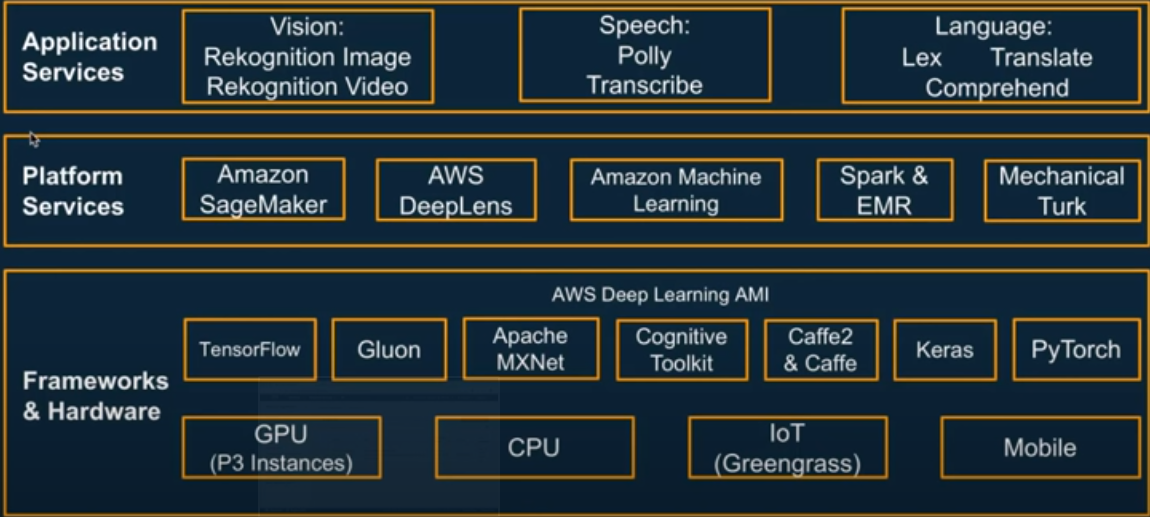 Application
Services
Vision:
Rekognition Image
Rekognition Video
Speech:
Polly
Transcribe
Language:
Lex Translate
Comprehend
Platform
Services
Amazon
SageMaker
AWS
DeepLens
Amazon Machine
Learning
Spark &
EMR
Mechanical
Turk
Frameworks
& Hardware
AWS Deep Learning AMI
TensorFlow
Gluon
Apache
MXNet
Cognitive
Toolkit
Caffe2
& Caffe
Keras
PyTorch
GPU
(P3 Instances)
CPU
IoT
(Greengrass)
Mobile